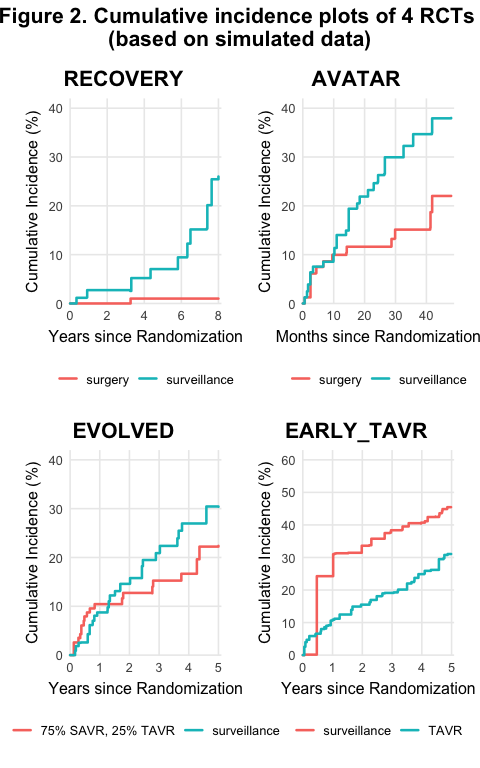 Figure 2. Cumulative incidence plots of 4 RCTs
(based on simulated data)
RECOVERY
Cumulative Incidence (%)
40
30
20
10
0
0 2 4 6 8
Years since Randomization
surgery surveillance
AVATAR
Cumulative Incidence (%)
40
30
20
10
0
0 10 20 30 40
Months since Randomization
surgery surveillance
EVOLVED
Cumulative Incidence (%)
40
30
20
10
0
0 1 2 3 4 5
Years since Randomization
75% SAVR, 25% TAVR surveillance
EARLY_TAVR
Cumulative Incidence (%)
60
50
40
30
20
10
0
0 1 2 3 4 5
Years since Randomization
surveillance TAVR